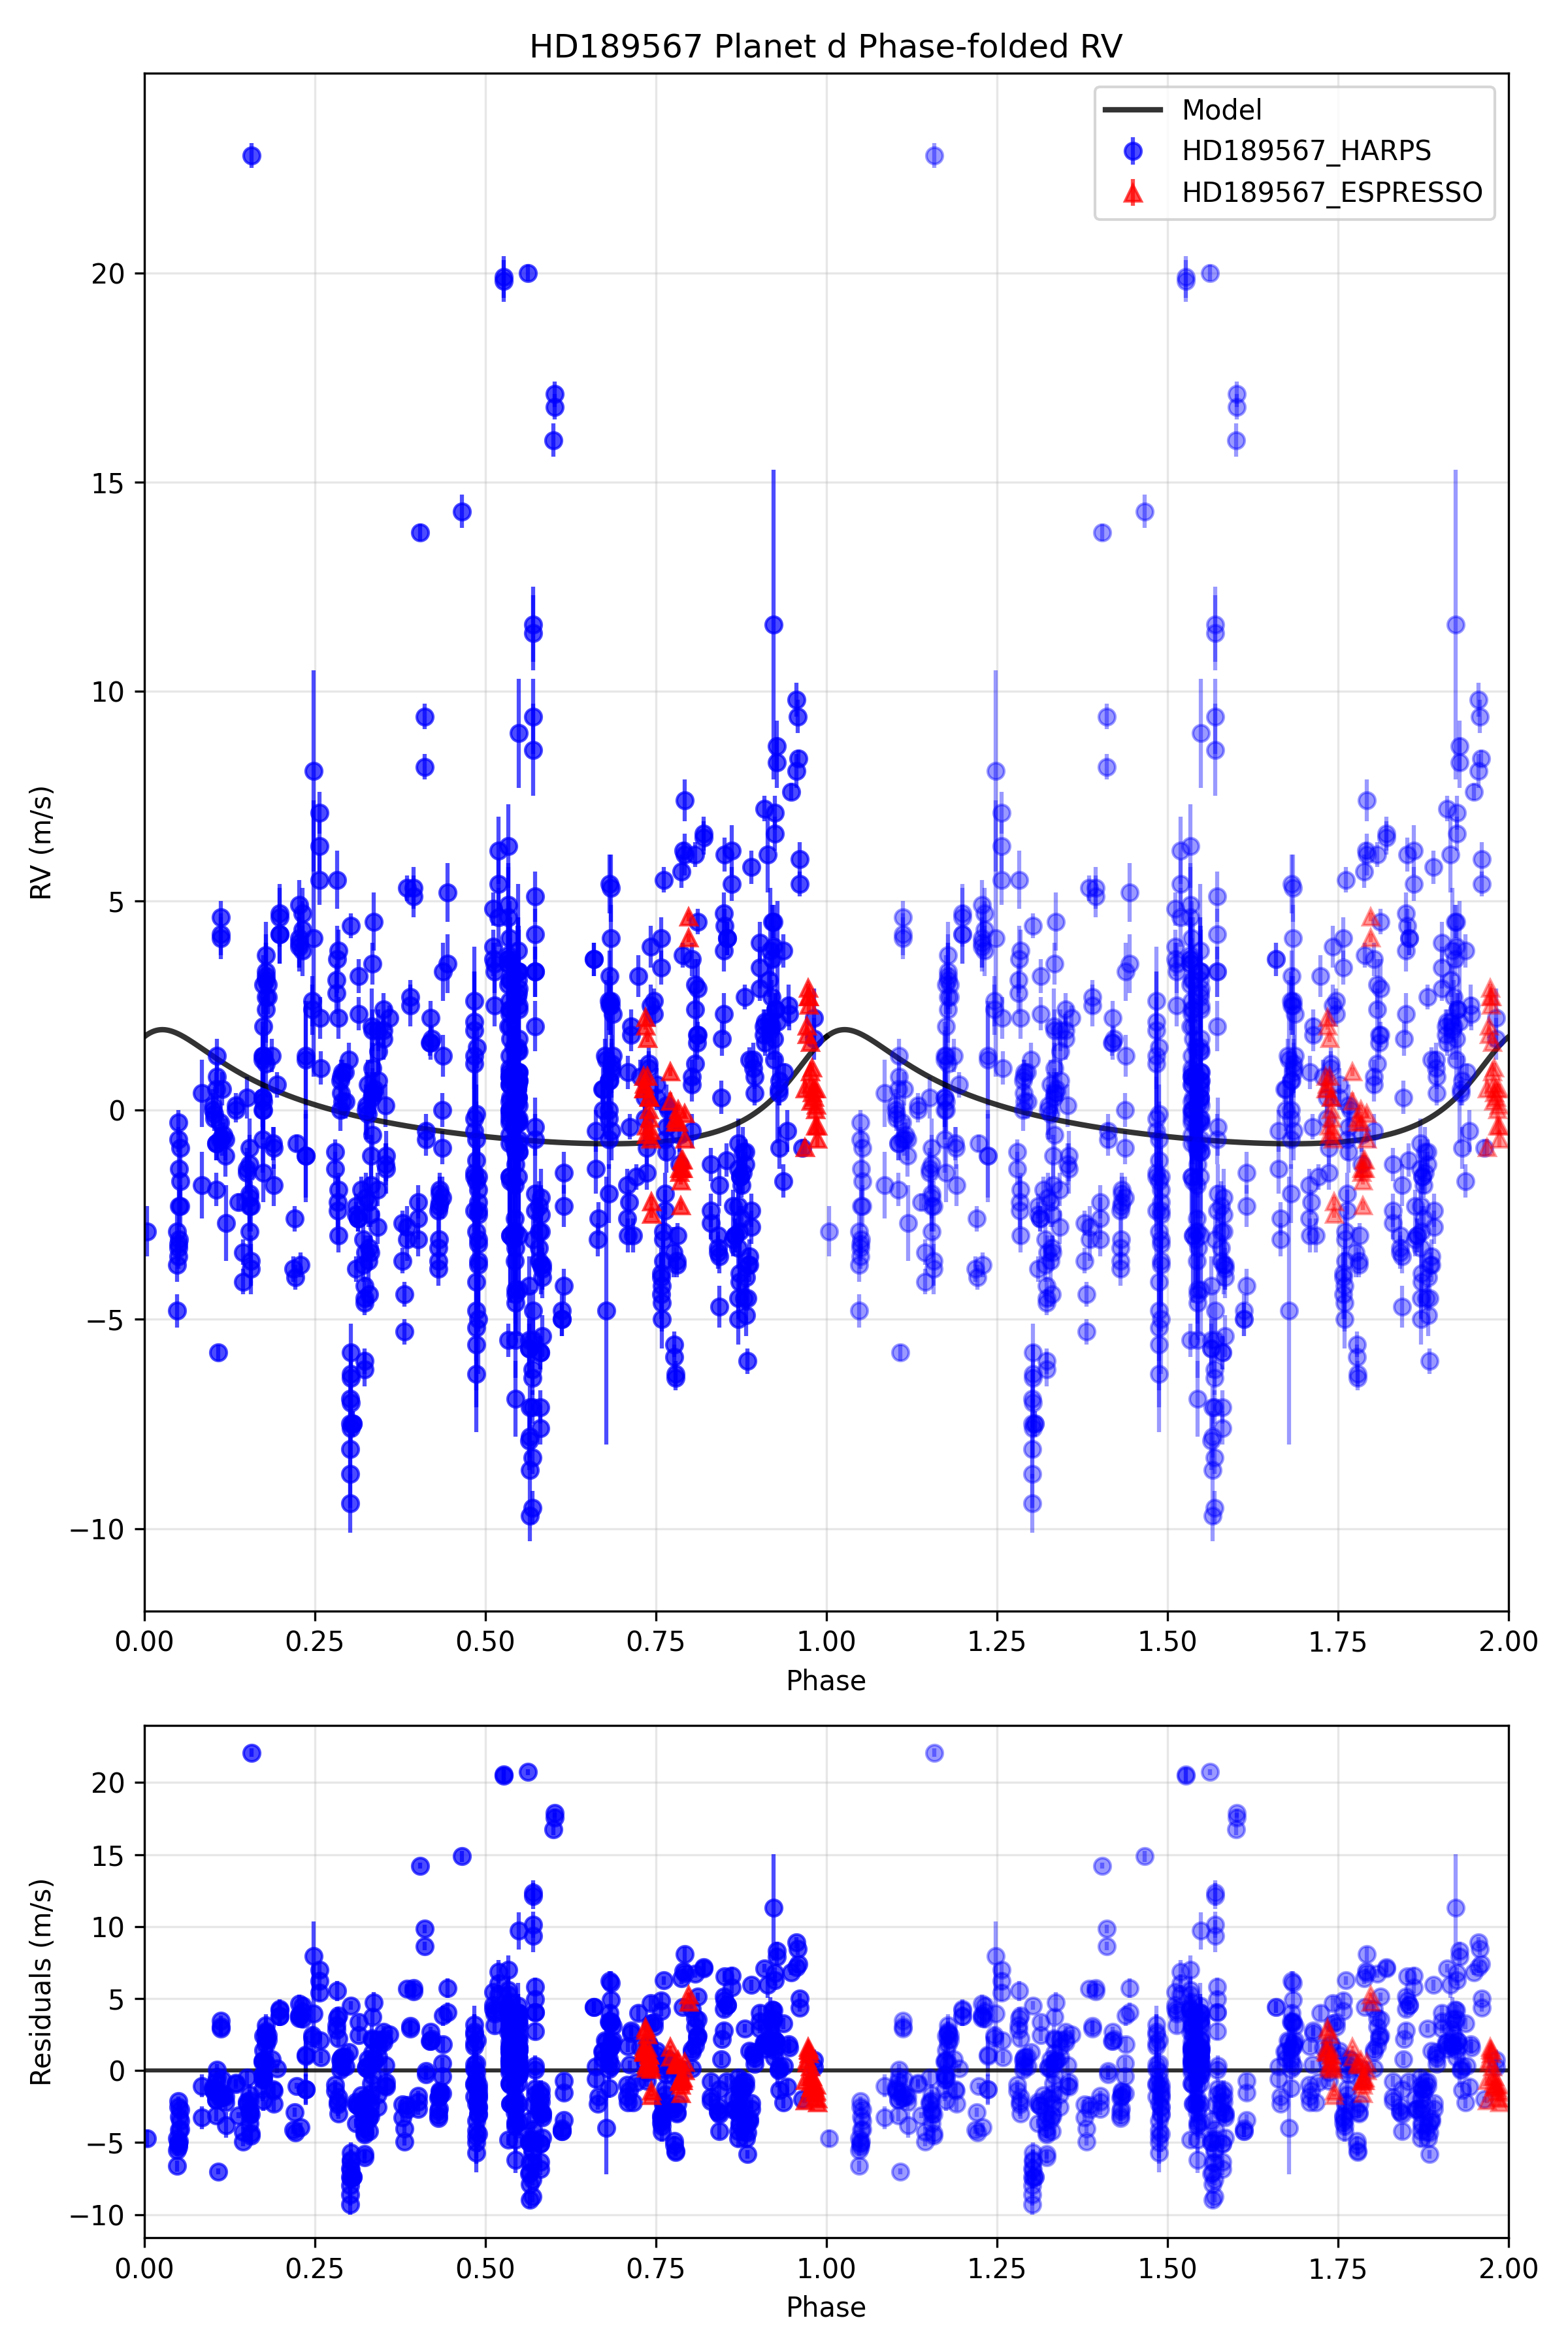 HD189567 Planet d Phase-folded RV
Model
HD189567_HARPS
HD189567_ESPRESSO
RV (m/s)
20
15
10
5
0
−5
−10
0.00 0.25 0.50 0.75 1.00 1.25 1.50 1.75 2.00
Phase
Residuals (m/s)
20
15
10
5
0
−5
−10
0.00 0.25 0.50 0.75 1.00 1.25 1.50 1.75 2.00
Phase